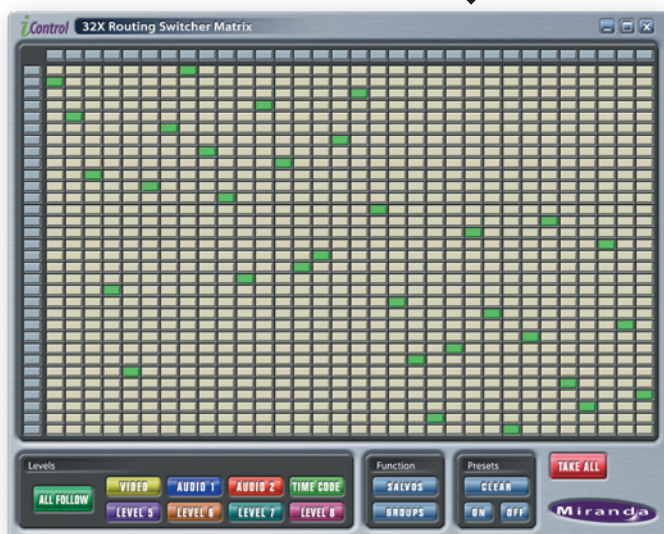 iControl 32X Routing Switcher Matrix
Levels
ALL FOLLOW
VIDEO AUDIO 1 AUDIO 2 TIME CODE
LEVEL 5 LEVEL 6 LEVEL 7 LEVEL 8
Function
SALVOS
GROUPS
Presets
CLEAR
ON OFF
TAKE ALL
Miranda